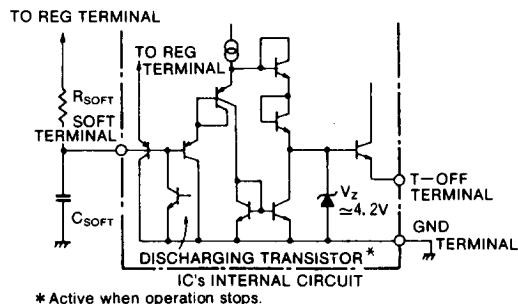 TO REG TERMINAL
TO REG
TERMINAL
RSOFT
SOFT
TERMINAL
CSOFT
VZ
≃4.2V
T-OFF
TERMINAL
GND
TERMINAL
DISCHARGING TRANSISTOR*
IC's INTERNAL CIRCUIT
* Active when operation stops.